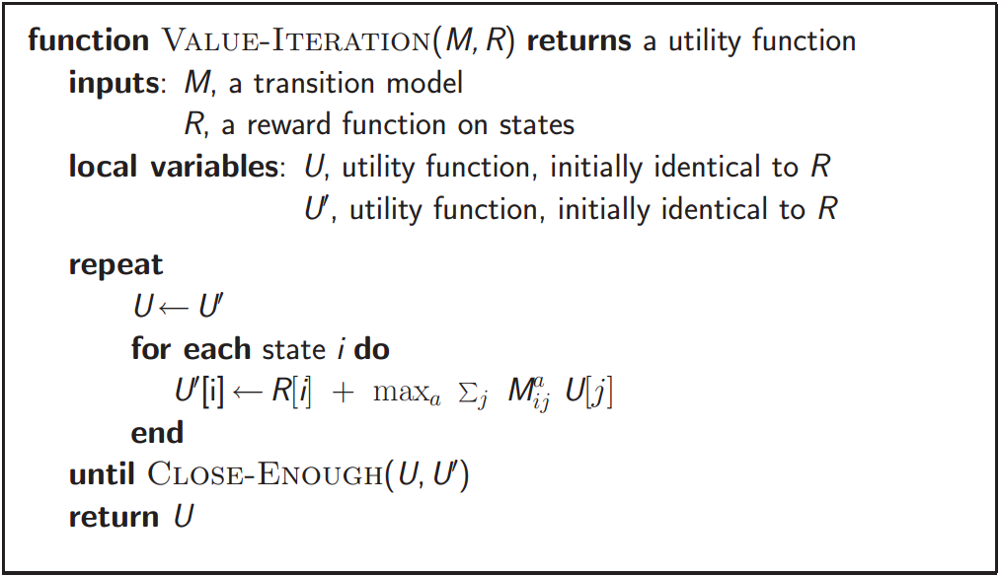 function VALUE-ITERATION(M, R) returns a utility function
inputs: M, a transition model
R, a reward function on states
local variables: U, utility function, initially identical to R
U′, utility function, initially identical to R
repeat
U ← U′
for each state i do
U′[i] ← R[i] + max_a Σ_j M^a_ij U[j]
end
until CLOSE-ENOUGH(U, U′)
return U